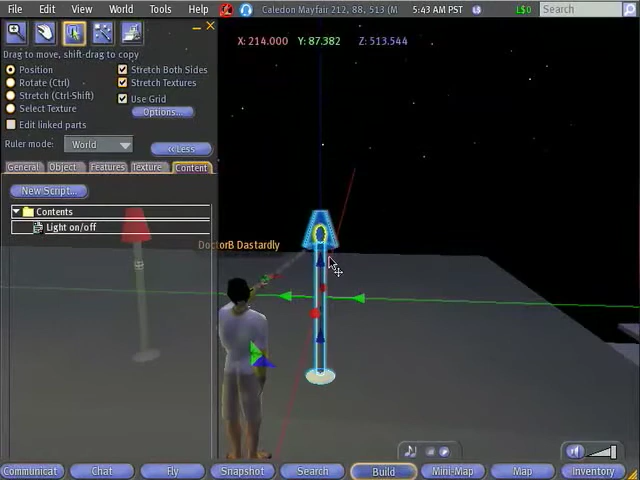 File Edit View World Tools Help Caledon Mayfair 212, 88, 513 (M 5:43 AM PST L$0 Search
X: 214.000 Y: 87.382 Z: 513.544
Drag to move, shift-drag to copy
Position Stretch Both Sides
Rotate (Ctrl) Stretch Textures
Stretch (Ctrl-Shift) Use Grid
Select Texture Options...
Edit linked parts
Ruler mode: World << Less
General Object Features Texture Content
New Script...
Contents
Light on/off
DoctorB Dastardly
Communicat Chat Fly Snapshot Search Build Mini-Map Map Inventory